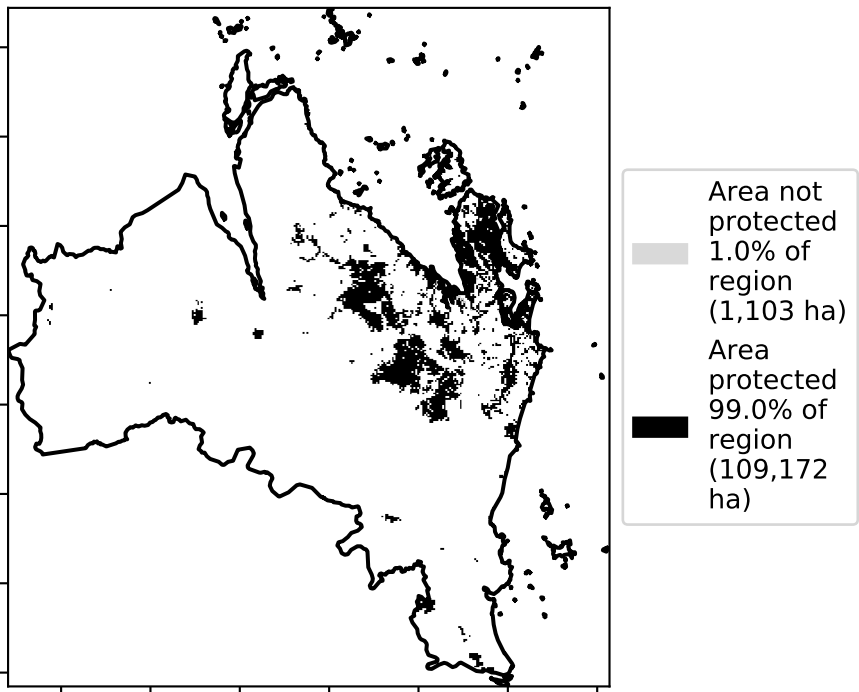 Area not
protected
1.0% of
region
(1,103 ha)
Area
protected
99.0% of
region
(109,172
ha)